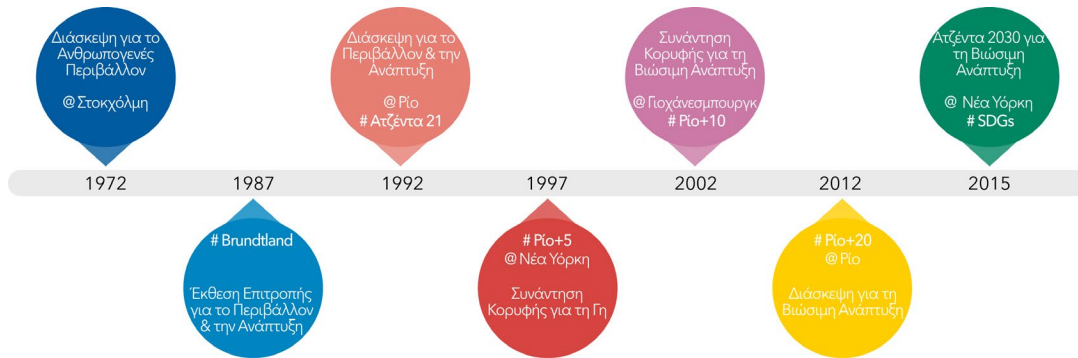 Διάσκεψη για το
Ανθρωπογενές
Περιβάλλον
@ Στοκχόλμη
Διάσκεψη για το
Περιβάλλον & την
Ανάπτυξη
@ Ρίο
# Ατζέντα 21
Συνάντηση
Κορυφής για τη
Βιώσιμη Ανάπτυξη
@ Γιοχάνεσμπουργκ
# Ρίο+10
Ατζέντα 2030 για
τη Βιώσιμη
Ανάπτυξη
@ Νέα Υόρκη
# SDGs
1972
1987
1992
1997
2002
2012
2015
# Brundtland
Έκθεση Επιτροπής
για το Περιβάλλον
& την Ανάπτυξη
# Ρίο+5
@ Νέα Υόρκη
Συνάντηση
Κορυφής για τη Γη
# Ρίο+20
@ Ρίο
Διάσκεψη για τη
Βιώσιμη Ανάπτυξη